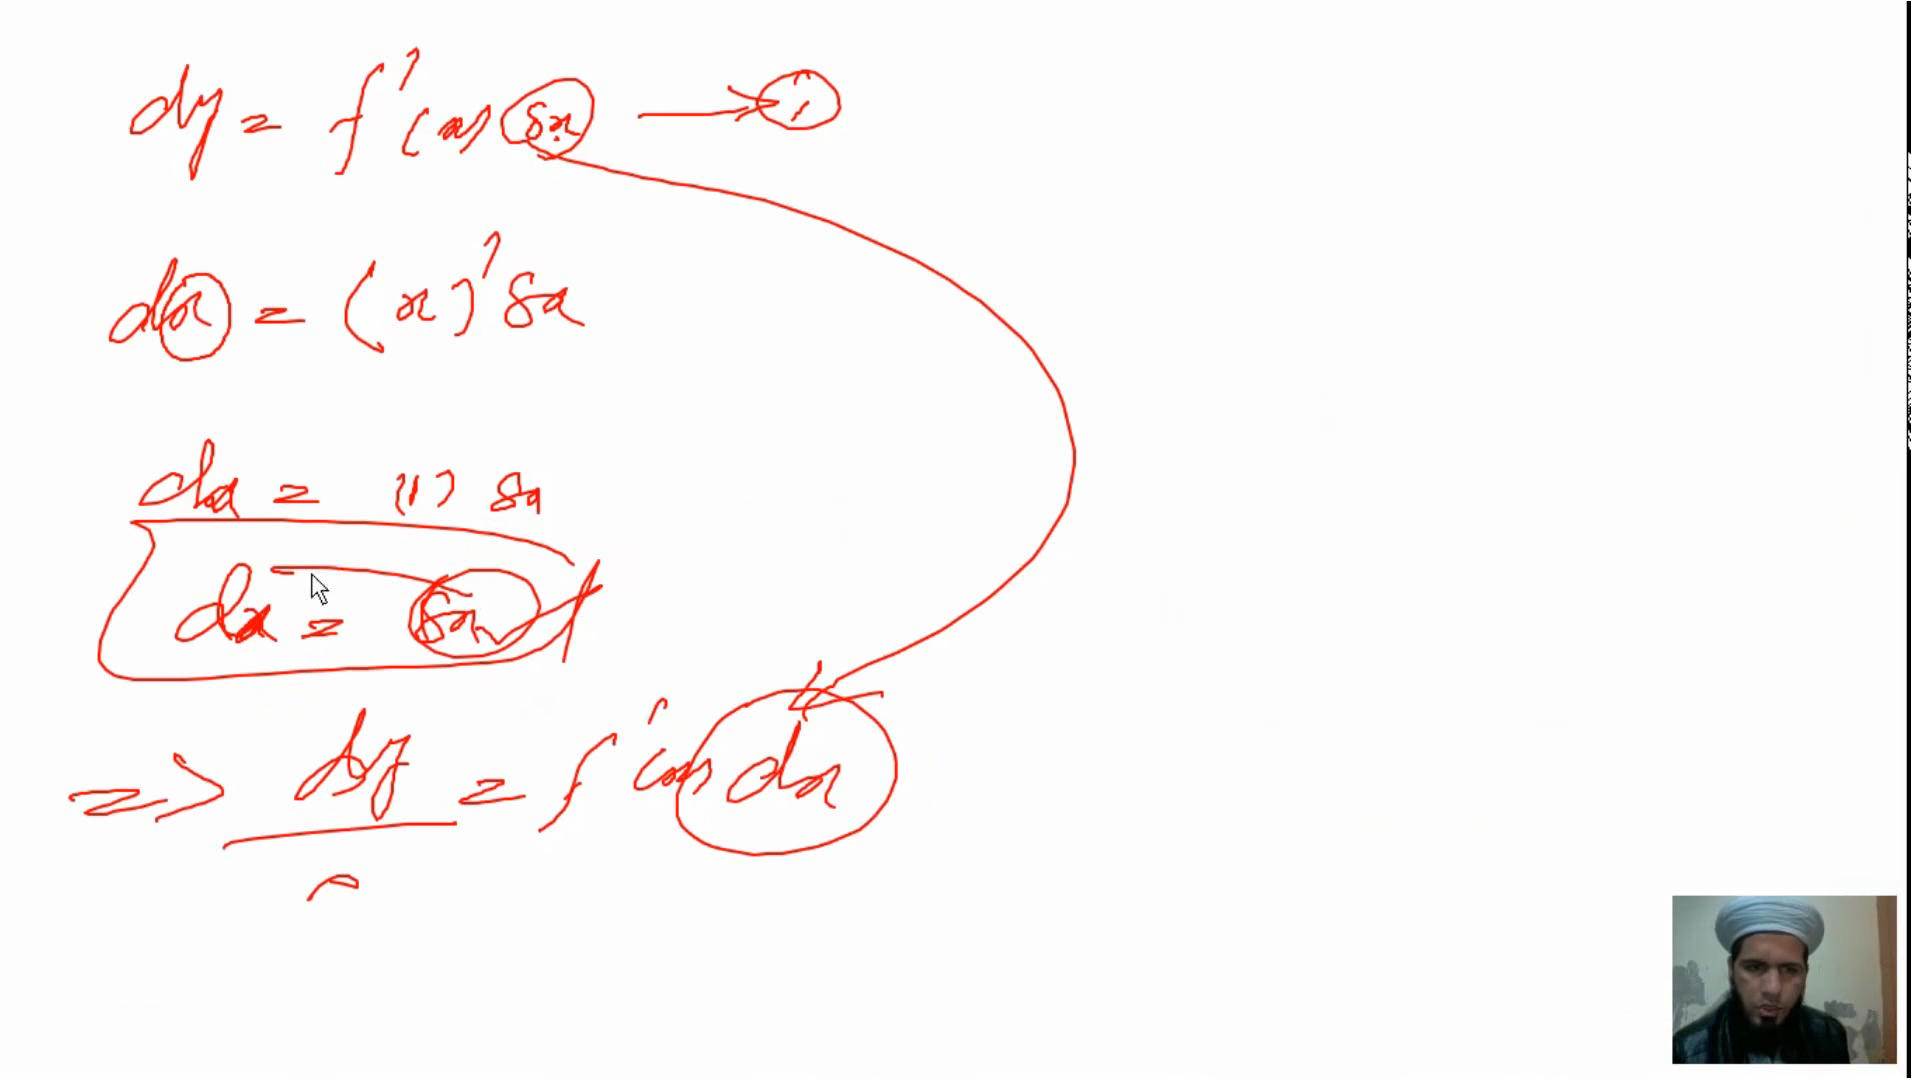 dy = f'(x) δx → (1)
dx = (x)' δx
dx = (1) δx
dx = δx
=> dy = f'(x) dx